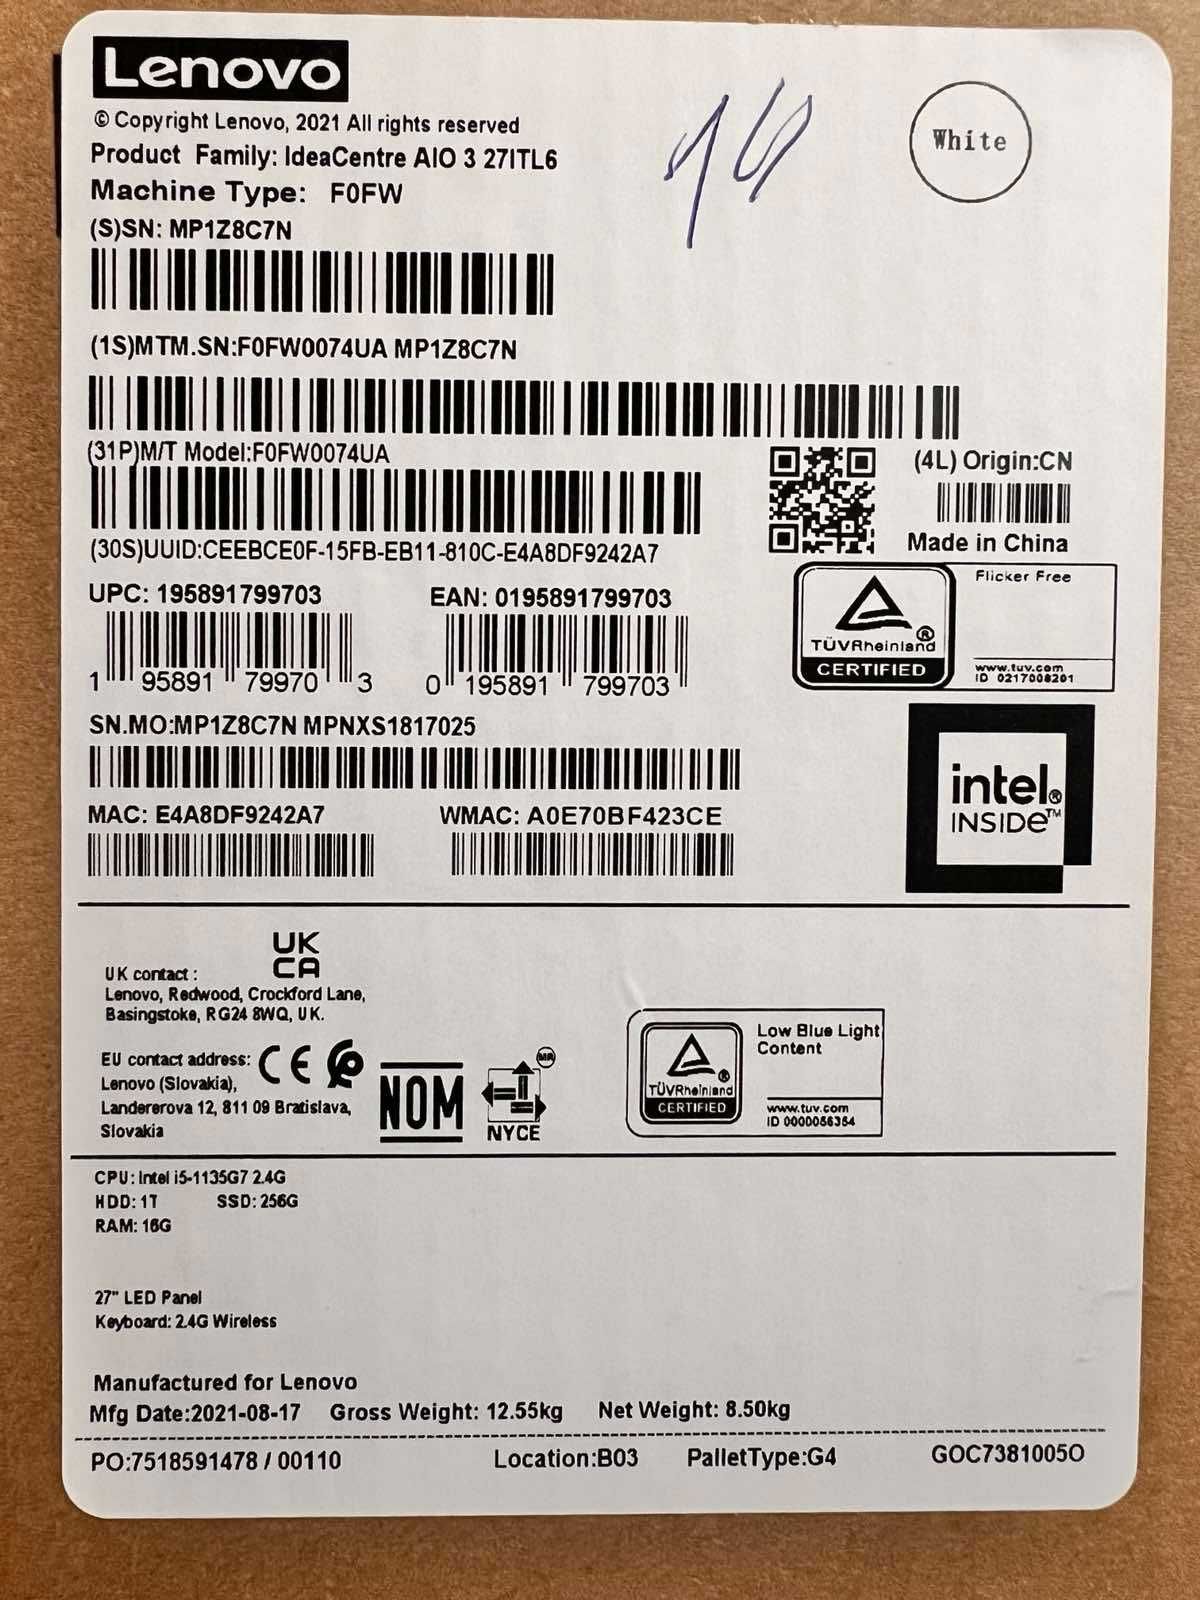 Lenovo
© Copyright Lenovo, 2021 All rights reserved
Product Family: IdeaCentre AIO 3 27ITL6
Machine Type: F0FW
White
(S)SN: MP1Z8C7N
(1S)MTM.SN:F0FW0074UA MP1Z8C7N
(31P)M/T Model:F0FW0074UA
(4L) Origin:CN
Made in China
(30S)UUID:CEEBCE0F-15FB-EB11-810C-E4A8DF9242A7
UPC: 195891799703 EAN: 0195891799703
1 95891 79970 3 0 195891 799703
Flicker Free
TÜVRheinland®
CERTIFIED
www.tuv.com
ID 0217008201
SN.MO:MP1Z8C7N MPNXS1817025
MAC: E4A8DF9242A7 WMAC: A0E70BF423CE
intel®
INSIDE™
UK
CA
UK contact :
Lenovo, Redwood, Crockford Lane,
Basingstoke, RG24 8WQ, UK.
EU contact address:
Lenovo (Slovakia),
Landererova 12, 811 09 Bratislava,
Slovakia
CE
NOM
NYCE
Low Blue Light
Content
TÜVRheinland®
CERTIFIED
www.tuv.com
ID 0000056354
CPU: Intel i5-1135G7 2.4G
HDD: 1T SSD: 256G
RAM: 16G
27" LED Panel
Keyboard: 2.4G Wireless
Manufactured for Lenovo
Mfg Date:2021-08-17 Gross Weight: 12.55kg Net Weight: 8.50kg
PO:7518591478 / 00110 Location:B03 PalletType:G4 GOC7381005O